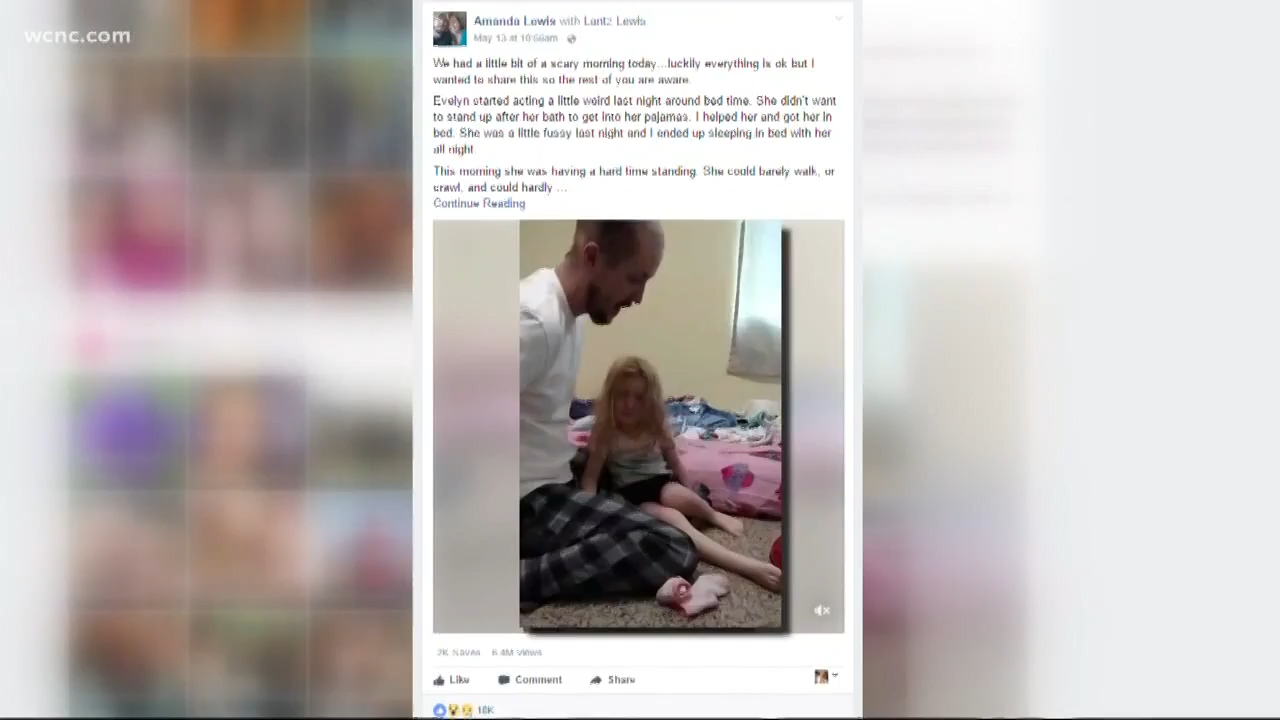 wcnc.com
Amanda Lewis with Lantz Lewis
May 13 at 10:56am
We had a little bit of a scary morning today...luckily everything is ok but I
wanted to share this so the rest of you are aware.
Evelyn started acting a little weird last night around bed time. She didn't want
to stand up after her bath to get into her pajamas. I helped her and got her in
bed. She was a little fussy last night and I ended up sleeping in bed with her
all night
This morning she was having a hard time standing. She could barely walk, or
crawl, and could hardly ...
Continue Reading
2K Saves 6.4M Views
Like Comment Share
18K